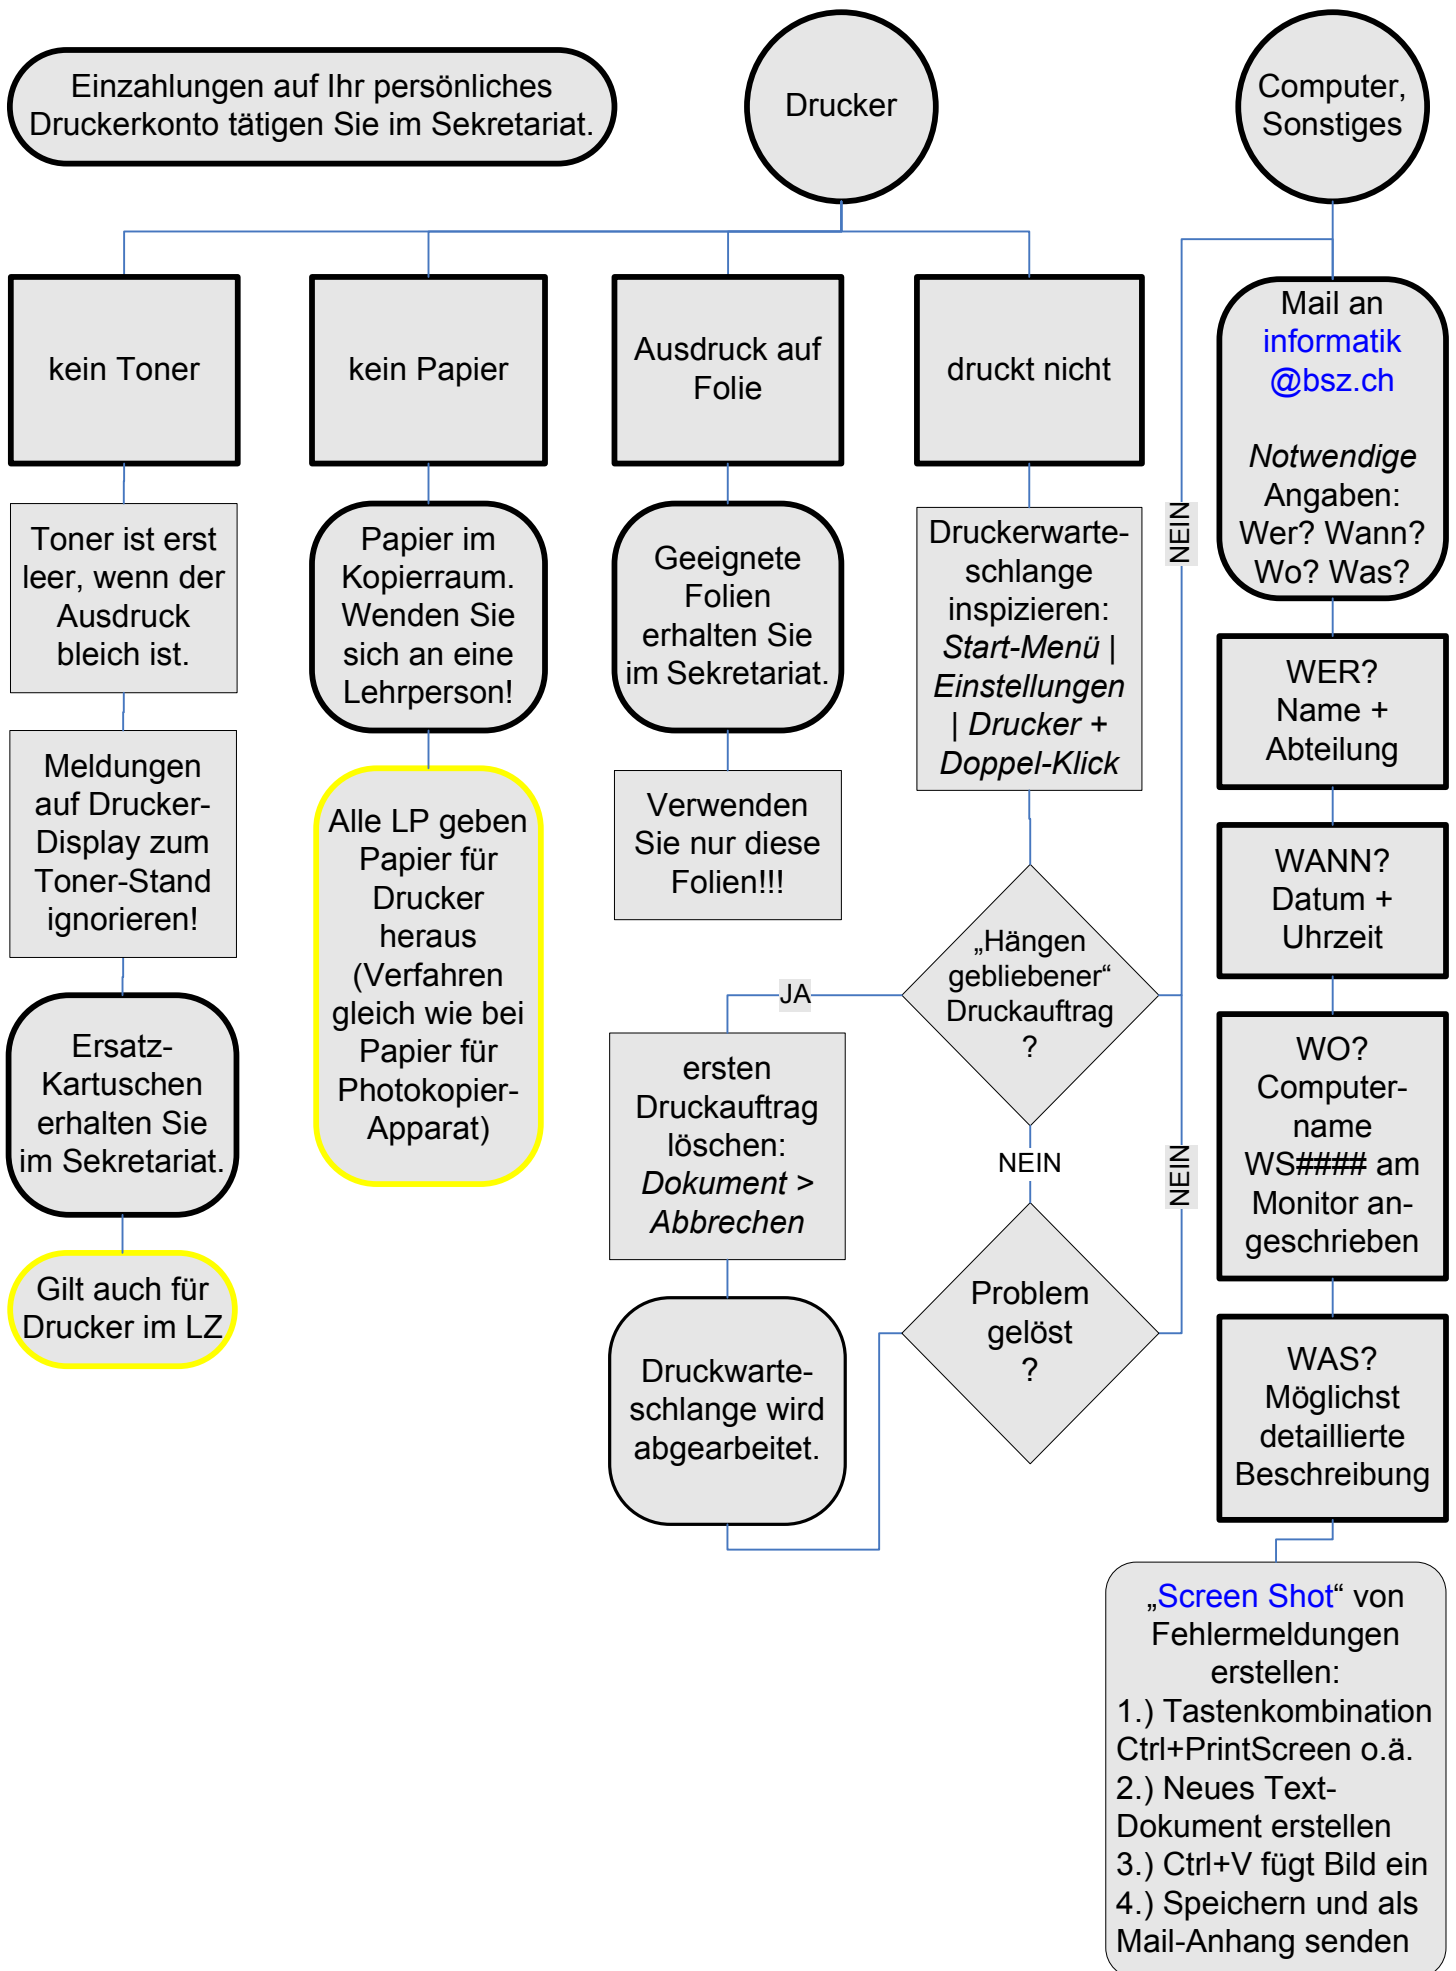 Einzahlungen auf Ihr persönliches
Druckerkonto tätigen Sie im Sekretariat.
Drucker
Computer,
Sonstiges
kein Toner
kein Papier
Ausdruck auf
Folie
druckt nicht
Mail an
informatik
@bsz.ch
Notwendige
Angaben:
Wer? Wann?
Wo? Was?
Toner ist erst
leer, wenn der
Ausdruck
bleich ist.
Meldungen
auf Drucker-
Display zum
Toner-Stand
ignorieren!
Ersatz-
Kartuschen
erhalten Sie
im Sekretariat.
Gilt auch für
Drucker im LZ
Papier im
Kopierraum.
Wenden Sie
sich an eine
Lehrperson!
Alle LP geben
Papier für
Drucker
heraus
(Verfahren
gleich wie bei
Papier für
Photokopier-
Apparat)
Geeignete
Folien
erhalten Sie
im Sekretariat.
Verwenden
Sie nur diese
Folien!!!
Druckerwarte-
schlange
inspizieren:
Start-Menü |
Einstellungen
| Drucker +
Doppel-Klick
„Hängen
gebliebener“
Druckauftrag
?
JA
NEIN
NEIN
NEIN
ersten
Druckauftrag
löschen:
Dokument >
Abbrechen
Druckwarte-
schlange wird
abgearbeitet.
Problem
gelöst
?
WER?
Name +
Abteilung
WANN?
Datum +
Uhrzeit
WO?
Computer-
name
WS#### am
Monitor an-
geschrieben
WAS?
Möglichst
detaillierte
Beschreibung
„Screen Shot“ von
Fehlermeldungen
erstellen:
1.) Tastenkombination
Ctrl+PrintScreen o.ä.
2.) Neues Text-
Dokument erstellen
3.) Ctrl+V fügt Bild ein
4.) Speichern und als
Mail-Anhang senden